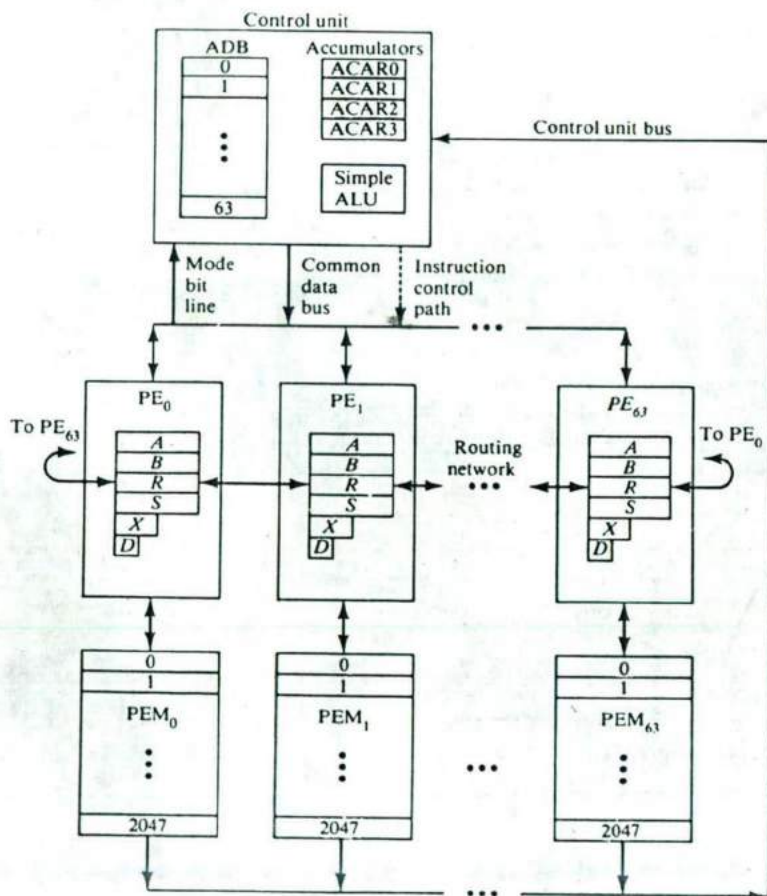 Control unit
ADB
Accumulators
0
1
63
ACAR0
ACAR1
ACAR2
ACAR3
Simple
ALU
Control unit bus
Mode
bit
line
Common
data
bus
Instruction
control
path
PE0
PE1
PE63
To PE63
A
B
R
S
X
D
A
B
R
S
X
D
Routing
network
A
B
R
S
X
D
To PE0
0
1
PEM0
2047
0
1
PEM1
2047
0
1
PEM63
2047